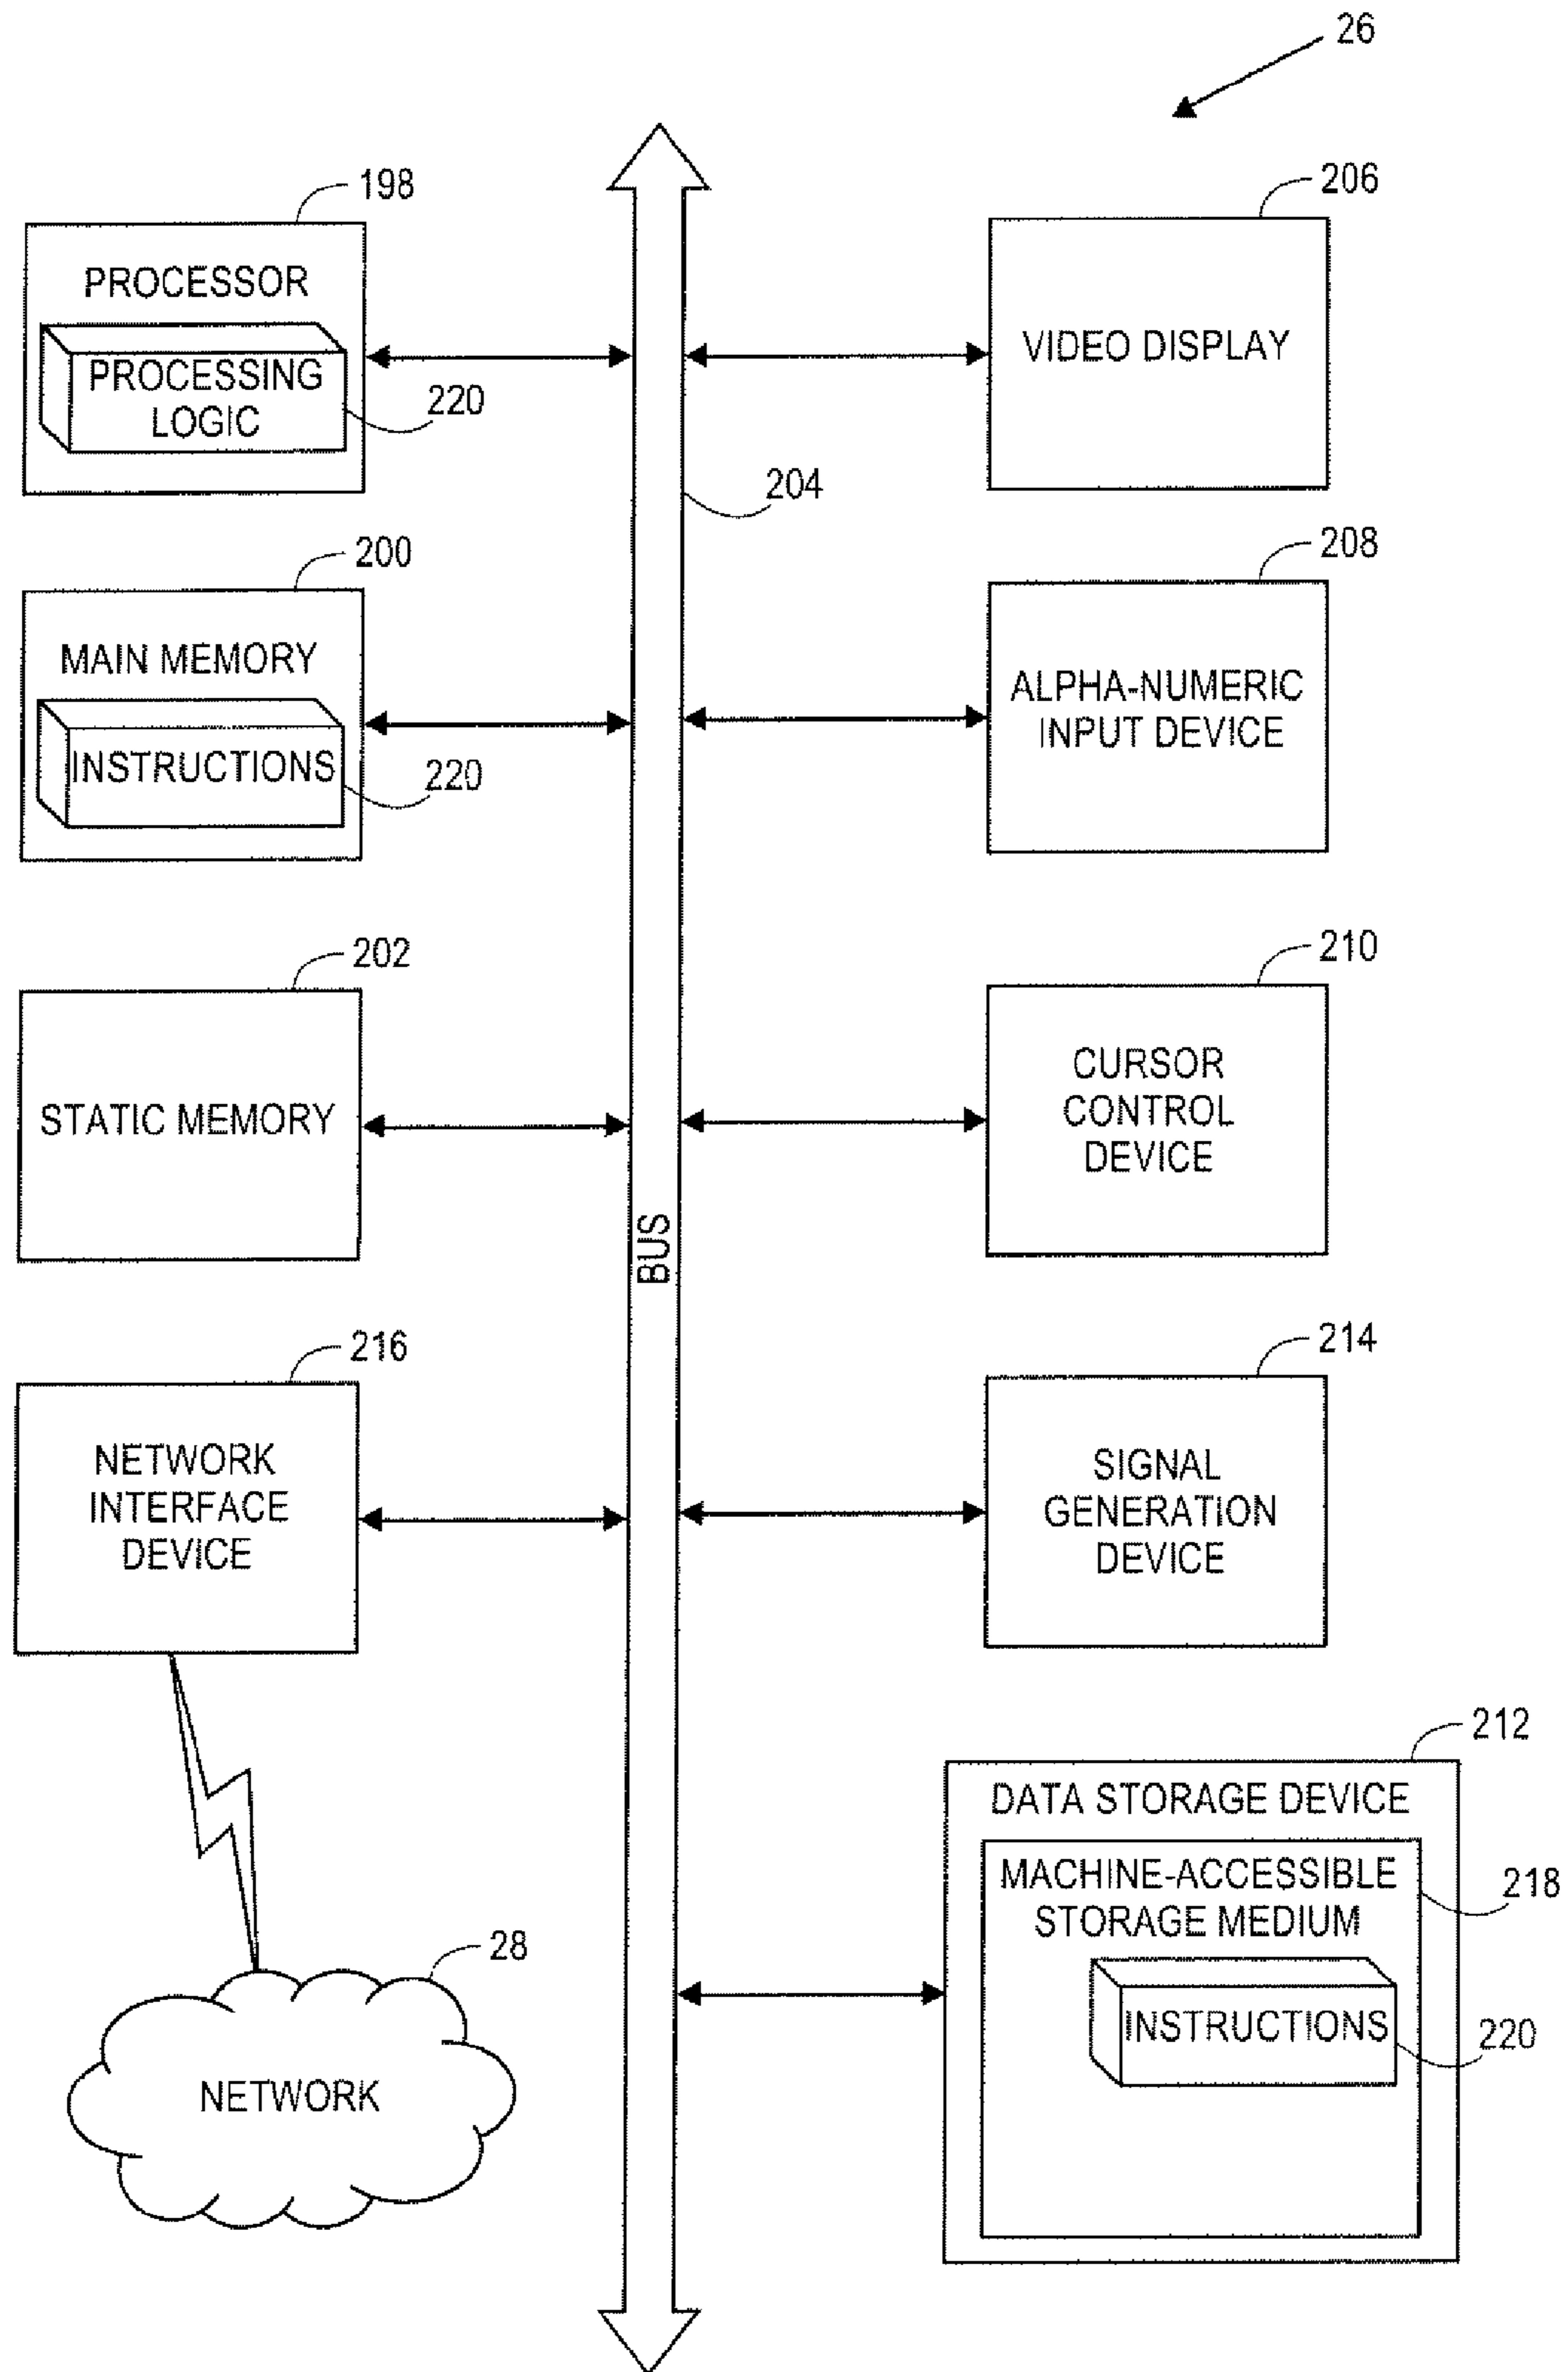 26
198
PROCESSOR
PROCESSING
LOGIC
220
204
206
VIDEO DISPLAY
200
MAIN MEMORY
INSTRUCTIONS
220
208
ALPHA-NUMERIC
INPUT DEVICE
202
STATIC MEMORY
210
CURSOR
CONTROL
DEVICE
BUS
216
NETWORK
INTERFACE
DEVICE
214
SIGNAL
GENERATION
DEVICE
28
NETWORK
212
DATA STORAGE DEVICE
MACHINE-ACCESSIBLE
STORAGE MEDIUM
218
INSTRUCTIONS
220